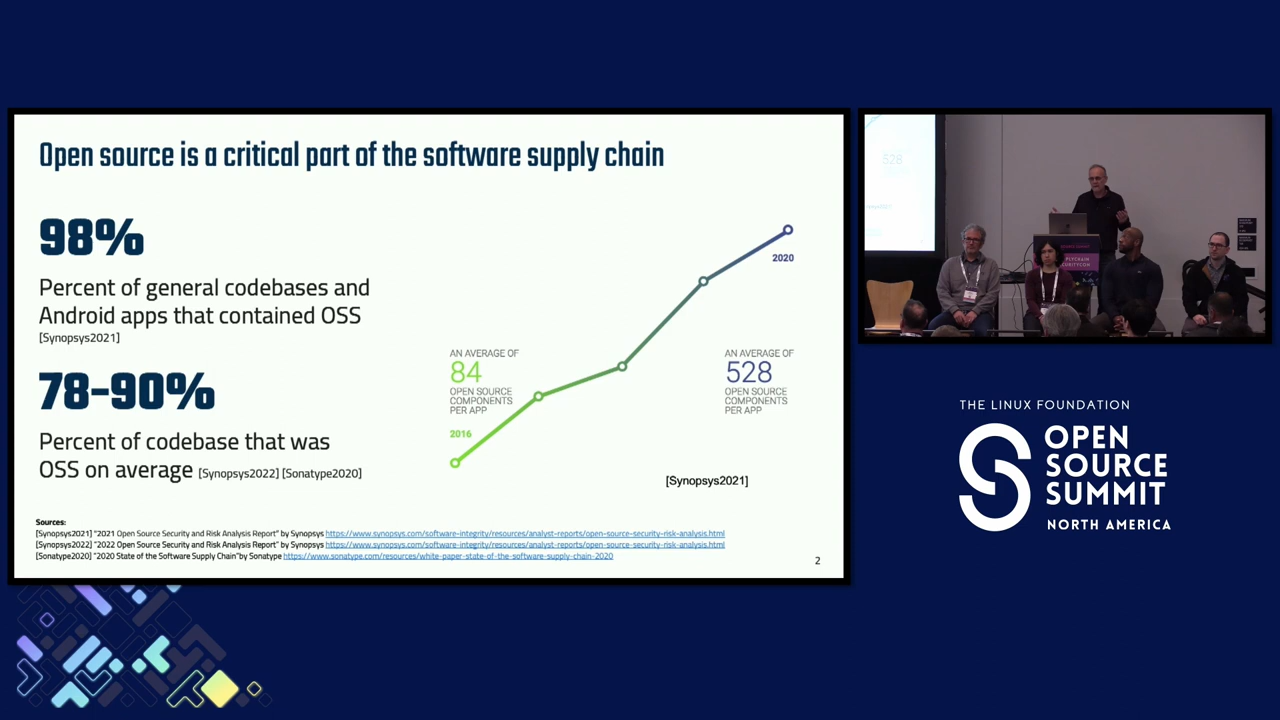 Open source is a critical part of the software supply chain
98%
Percent of general codebases and
Android apps that contained OSS
[Synopsys2021]
78-90%
Percent of codebase that was
OSS on average [Synopsys2022] [Sonatype2020]
AN AVERAGE OF
84
OPEN SOURCE
COMPONENTS
PER APP
2016
2020
AN AVERAGE OF
528
OPEN SOURCE
COMPONENTS
PER APP
[Synopsys2021]
Sources:
[Synopsys2021] "2021 Open Source Security and Risk Analysis Report" by Synopsys https://www.synopsys.com/software-integrity/resources/analyst-reports/open-source-security-risk-analysis.html
[Synopsys2022] "2022 Open Source Security and Risk Analysis Report" by Synopsys https://www.synopsys.com/software-integrity/resources/analyst-reports/open-source-security-risk-analysis.html
[Sonatype2020] "2020 State of the Software Supply Chain"by Sonatype https://www.sonatype.com/resources/white-paper-state-of-the-software-supply-chain-2020
2
528
THE LINUX FOUNDATION
OPEN
SOURCE
SUMMIT
NORTH AMERICA